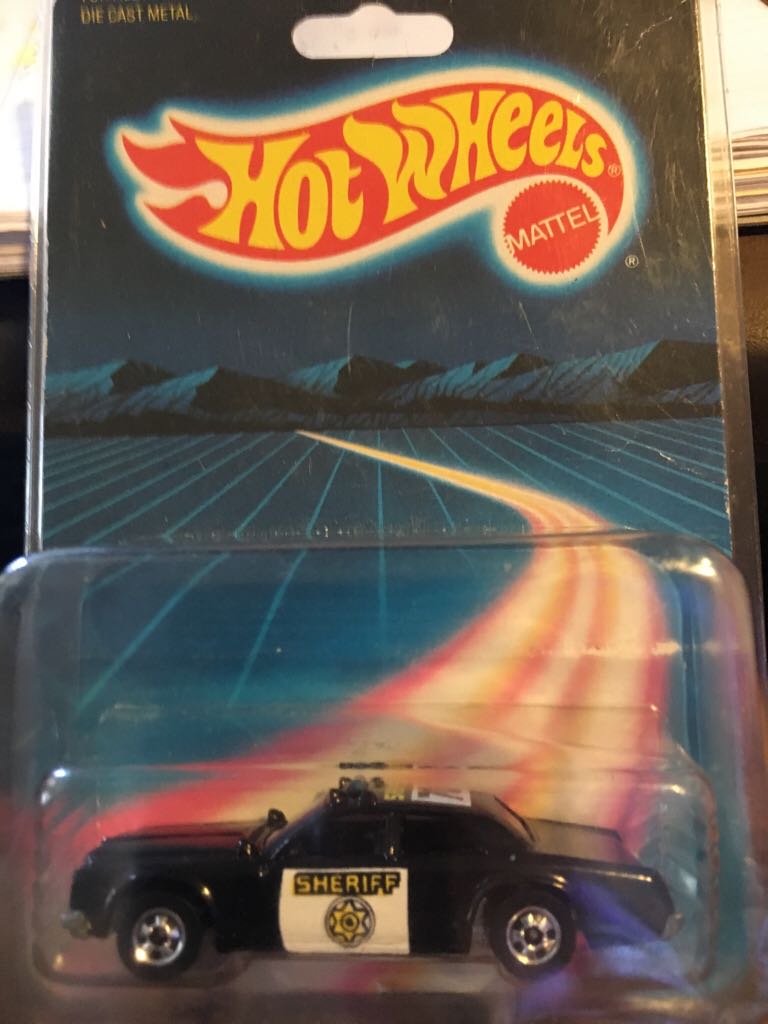 DIE CAST METAL.
HOT WHEELS®
MATTEL
®
SHERIFF